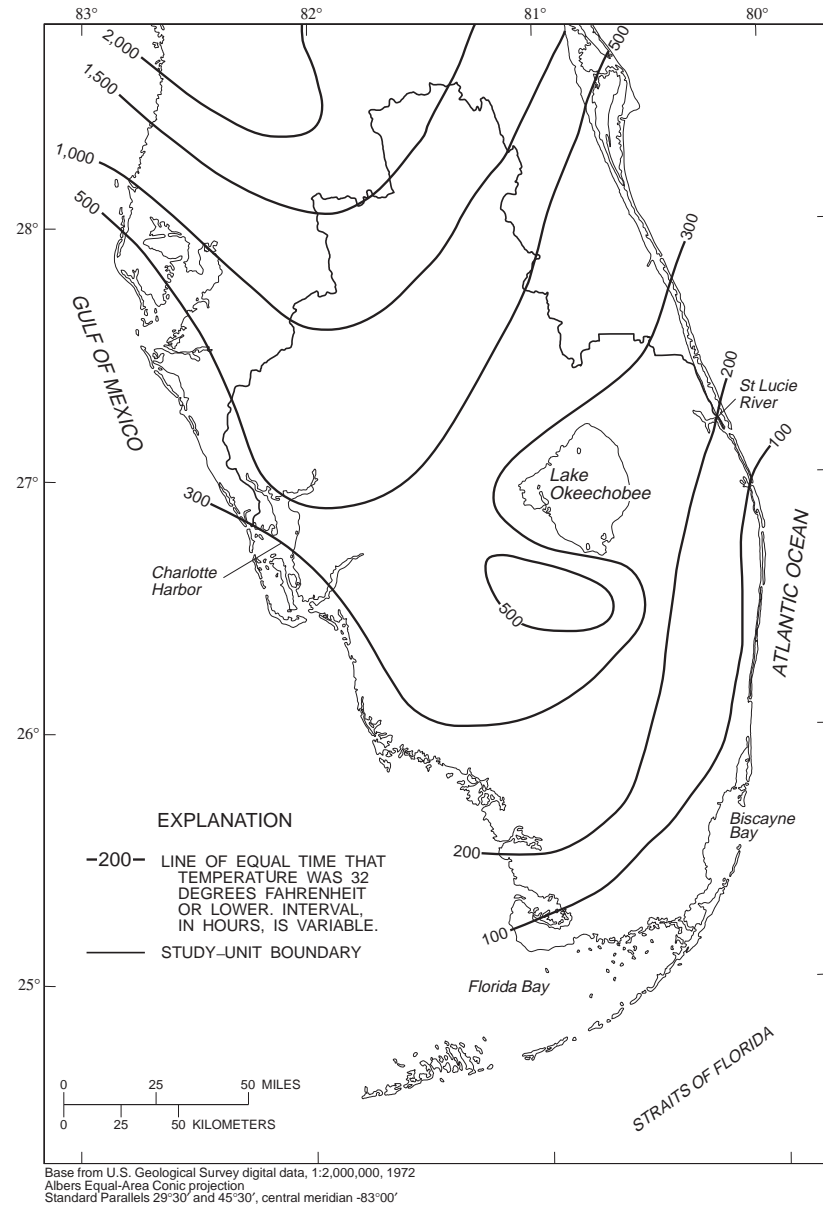 83° 82° 81° 80°
2,000
500
1,500
1,000
500
28°
300
GULF OF MEXICO
200
St Lucie
River
100
27°
Lake
Okeechobee
300
Charlotte
Harbor
500
ATLANTIC OCEAN
26°
EXPLANATION
Biscayne
Bay
200
–200– LINE OF EQUAL TIME THAT
TEMPERATURE WAS 32
DEGREES FAHRENHEIT
OR LOWER. INTERVAL,
IN HOURS, IS VARIABLE.
100
STUDY–UNIT BOUNDARY
25°
Florida Bay
STRAITS OF FLORIDA
0 25 50 MILES
0 25 50 KILOMETERS
Base from U.S. Geological Survey digital data, 1:2,000,000, 1972
Albers Equal-Area Conic projection
Standard Parallels 29°30′ and 45°30′, central meridian -83°00′